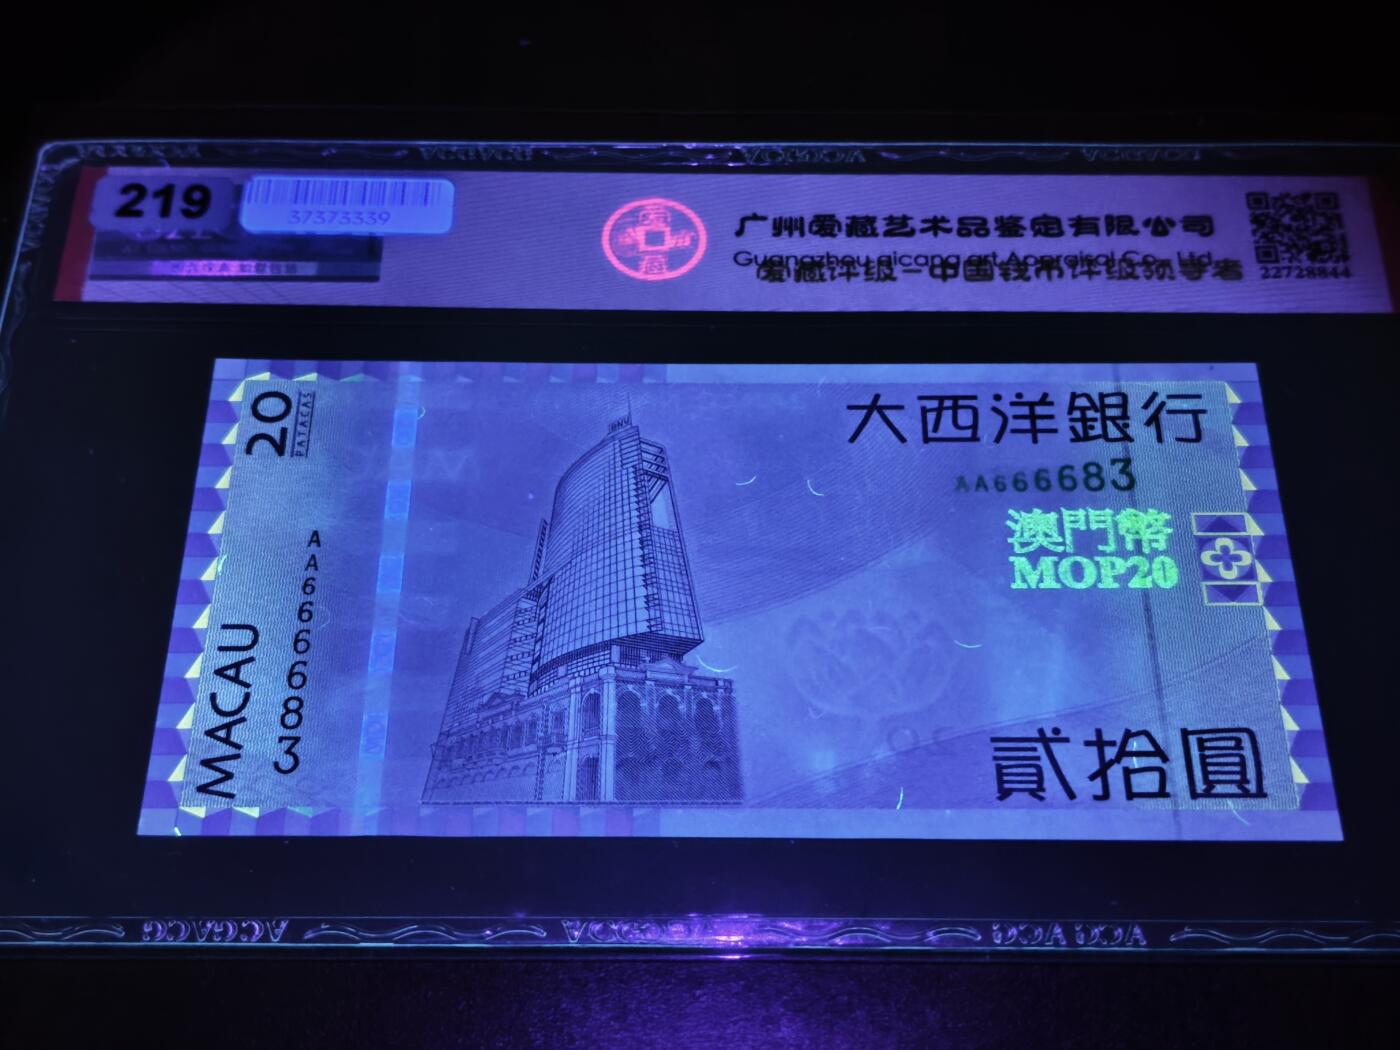 219
37373339
广州爱藏艺术品鉴定有限公司
Guangzhou aicang art Appraisal Co., Ltd
爱藏评级-中国钱币评级领导者
22728844
20
PATACAS
BNU
大西洋銀行
AA666683
澳門幣
MOP20
AA666683
MACAU
貳拾圓
ACGACG